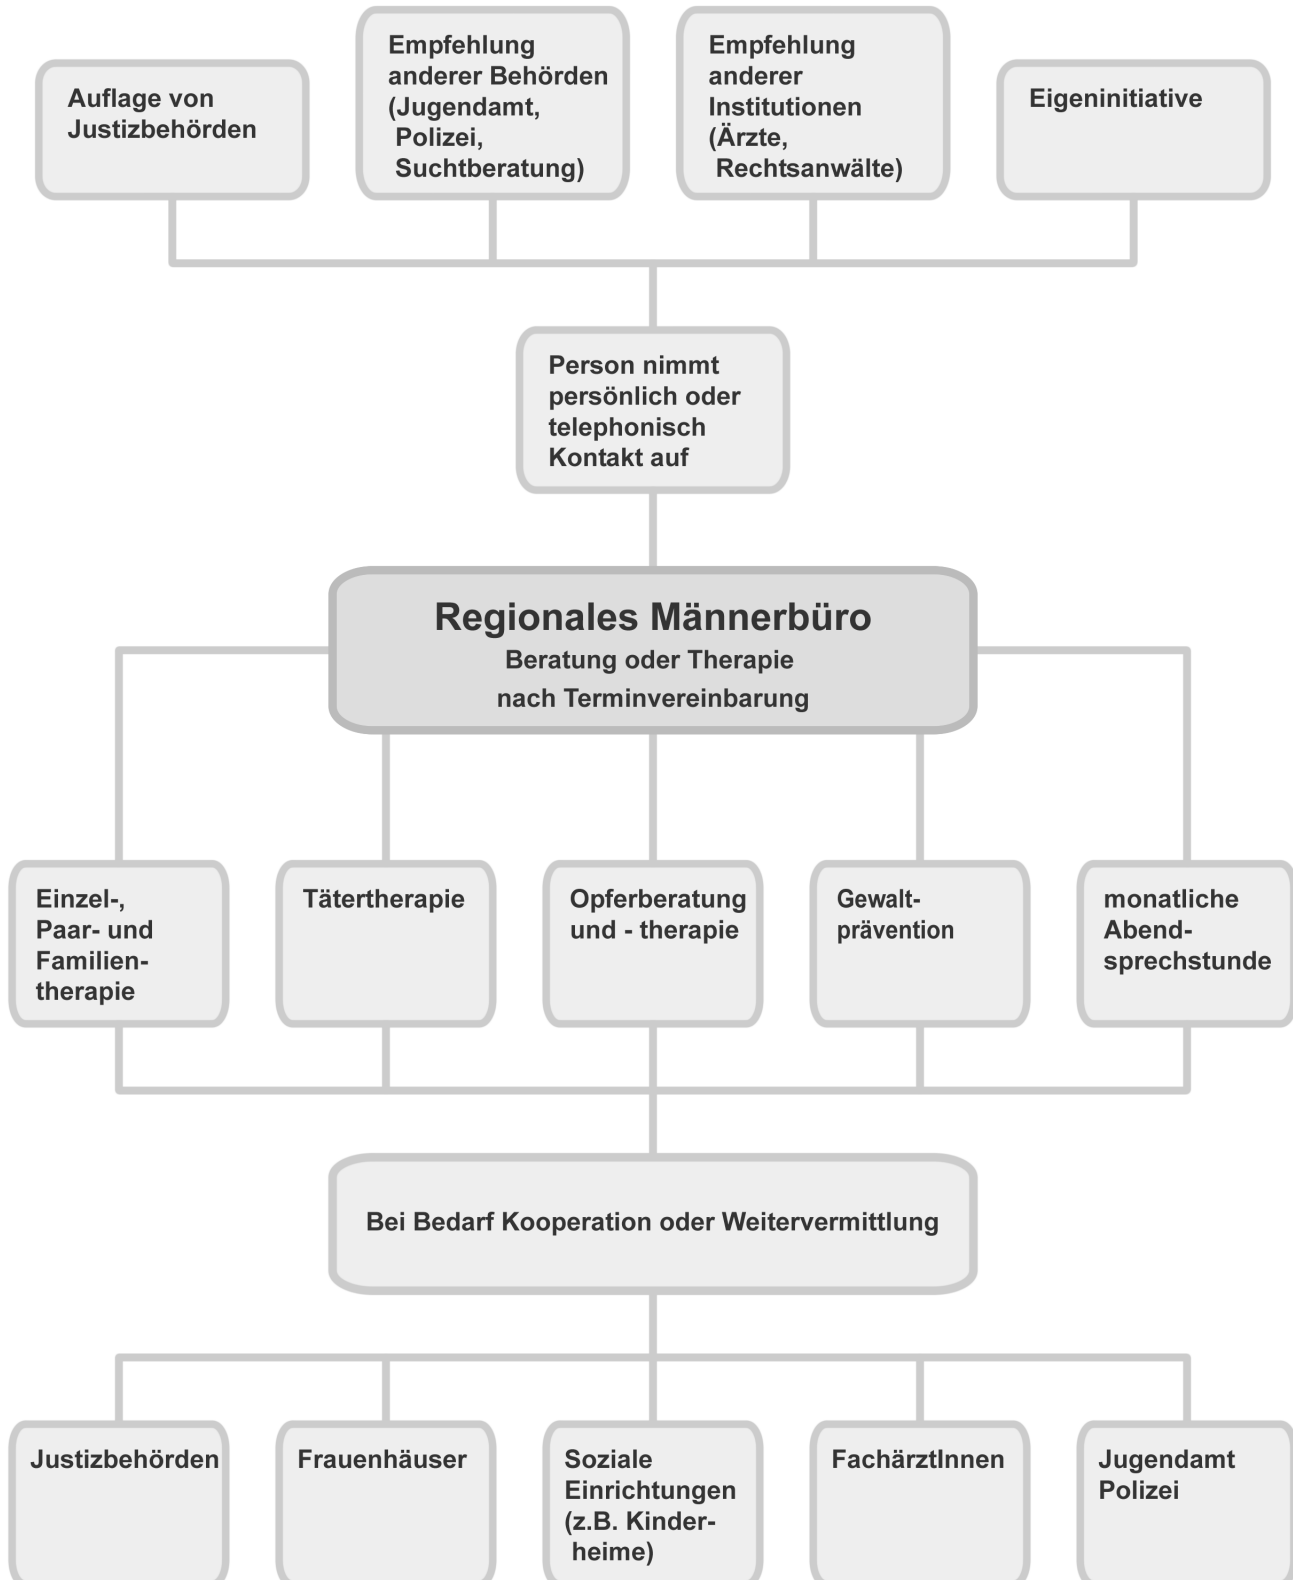 Auflage von
Justizbehörden
Empfehlung
anderer Behörden
(Jugendamt,
Polizei,
Suchtberatung)
Empfehlung
anderer
Institutionen
(Ärzte,
Rechtsanwälte)
Eigeninitiative
Person nimmt
persönlich oder
telephonisch
Kontakt auf
Regionales Männerbüro
Beratung oder Therapie
nach Terminvereinbarung
Einzel-,
Paar- und
Familien-
therapie
Tätertherapie
Opferberatung
und - therapie
Gewalt-
prävention
monatliche
Abend-
sprechstunde
Bei Bedarf Kooperation oder Weitervermittlung
Justizbehörden
Frauenhäuser
Soziale
Einrichtungen
(z.B. Kinder-
heime)
FachärztInnen
Jugendamt
Polizei